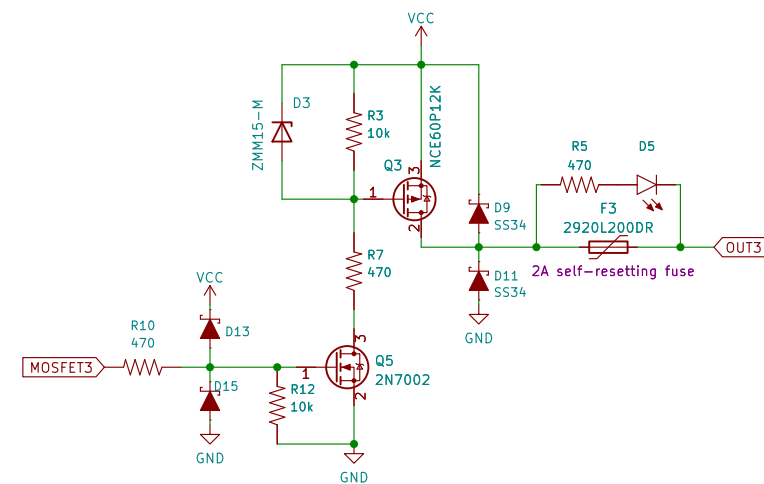 VCC
D3
ZMM15-M
R3
10k
NCE60P12K
Q3
3
1
2
R5
470
D5
F3
2920L200DR
D9
SS34
OUT3
2A self-resetting fuse
R7
470
D11
SS34
GND
VCC
R10
470
D13
3
Q5
2N7002
MOSFET3
1
D15
R12
10k
2
GND
GND